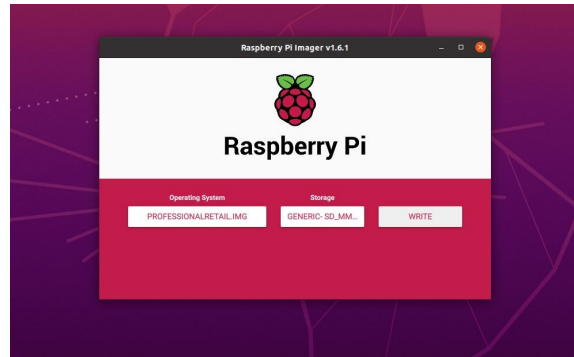 Raspberry Pi Imager v1.6.1
Raspberry Pi
Operating System
Storage
PROFESSIONALRETAIL.IMG
GENERIC- SD_MM...
WRITE